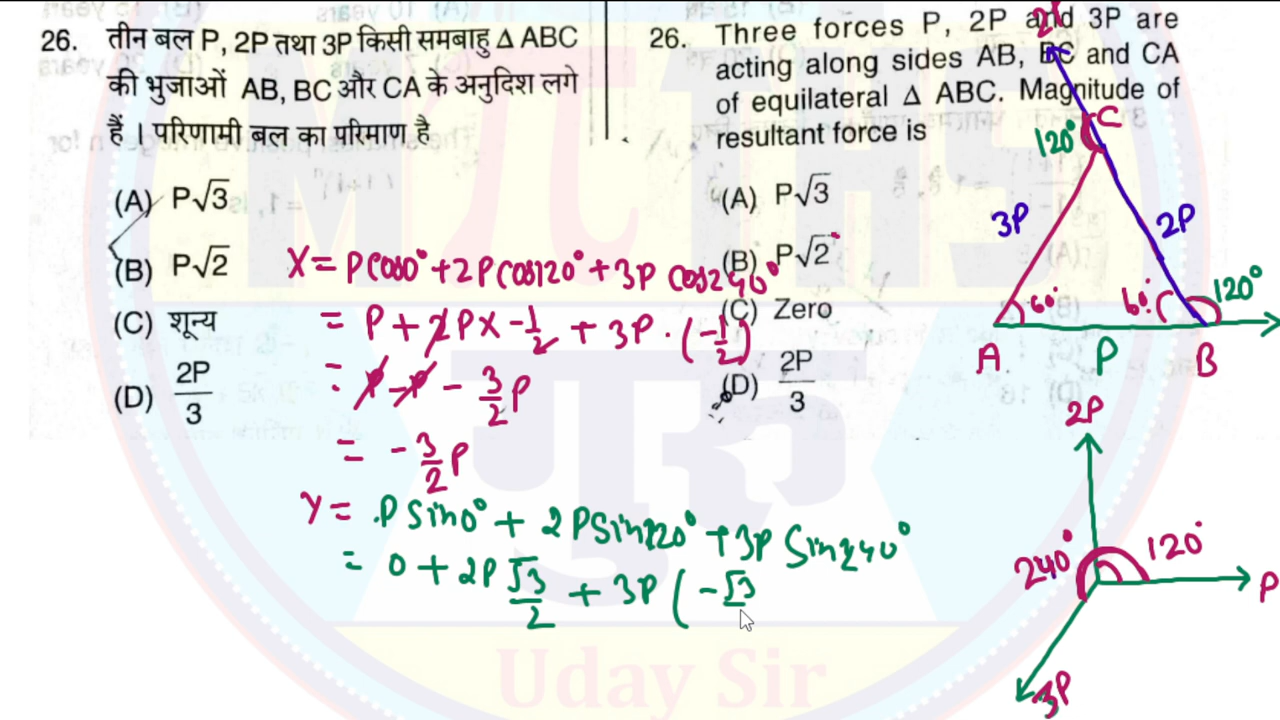 26. तीन बल P, 2P तथा 3P किसी समबाहु Δ ABC
की भुजाओं AB, BC और CA के अनुदिश लगे
हैं । परिणामी बल का परिमाण है
(A) P√3
(B) P√2
(C) शून्य
(D) 2P/3
26. Three forces P, 2P and 3P are
acting along sides AB, BC and CA
of equilateral Δ ABC. Magnitude of
resultant force is
(A) P√3
(B) P√2
(C) Zero
(D) 2P/3
X = P cos0° + 2P cos120° + 3P cos240°
= P + 2P × -1/2 + 3P · (-1/2)
= P - P - 3/2 P
= - 3/2 P
Y = P Sin0° + 2P Sin120° + 3P Sin240°
= 0 + 2P √3/2 + 3P (-√3
2P
C
120°
3P
2P
60°
60°
120°
A
P
B
2P
240°
120°
P
3P
MATHS
गुरु
Uday Sir